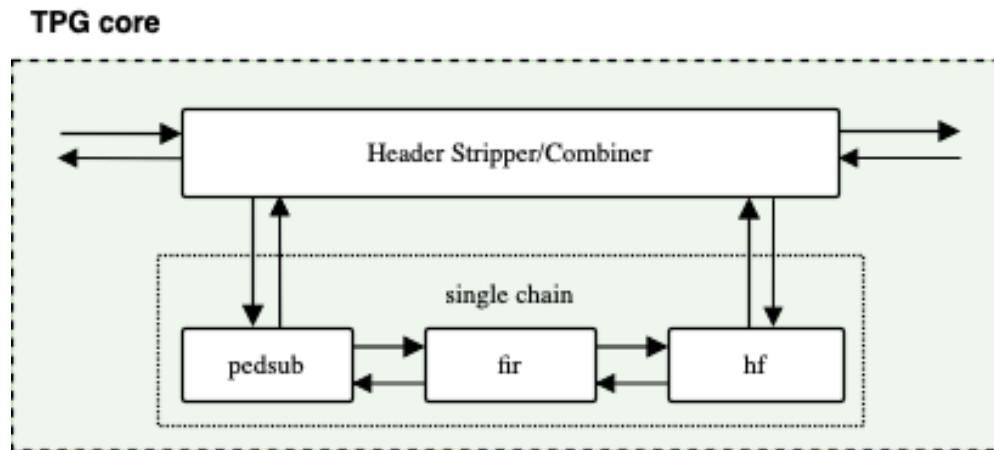 TPG core
Header Stripper/Combiner
single chain
pedsub
fir
hf